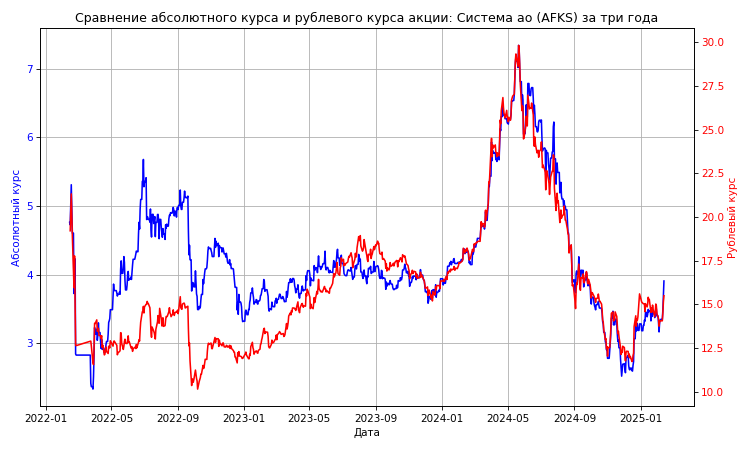 Сравнение абсолютного курса и рублевого курса акции: Система ао (AFKS) за три года
Абсолютный курс
7
6
5
4
3
30.0
27.5
25.0
22.5
20.0
17.5
15.0
12.5
10.0
Рублевый курс
2022-01 2022-05 2022-09 2023-01 2023-05 2023-09 2024-01 2024-05 2024-09 2025-01
Дата